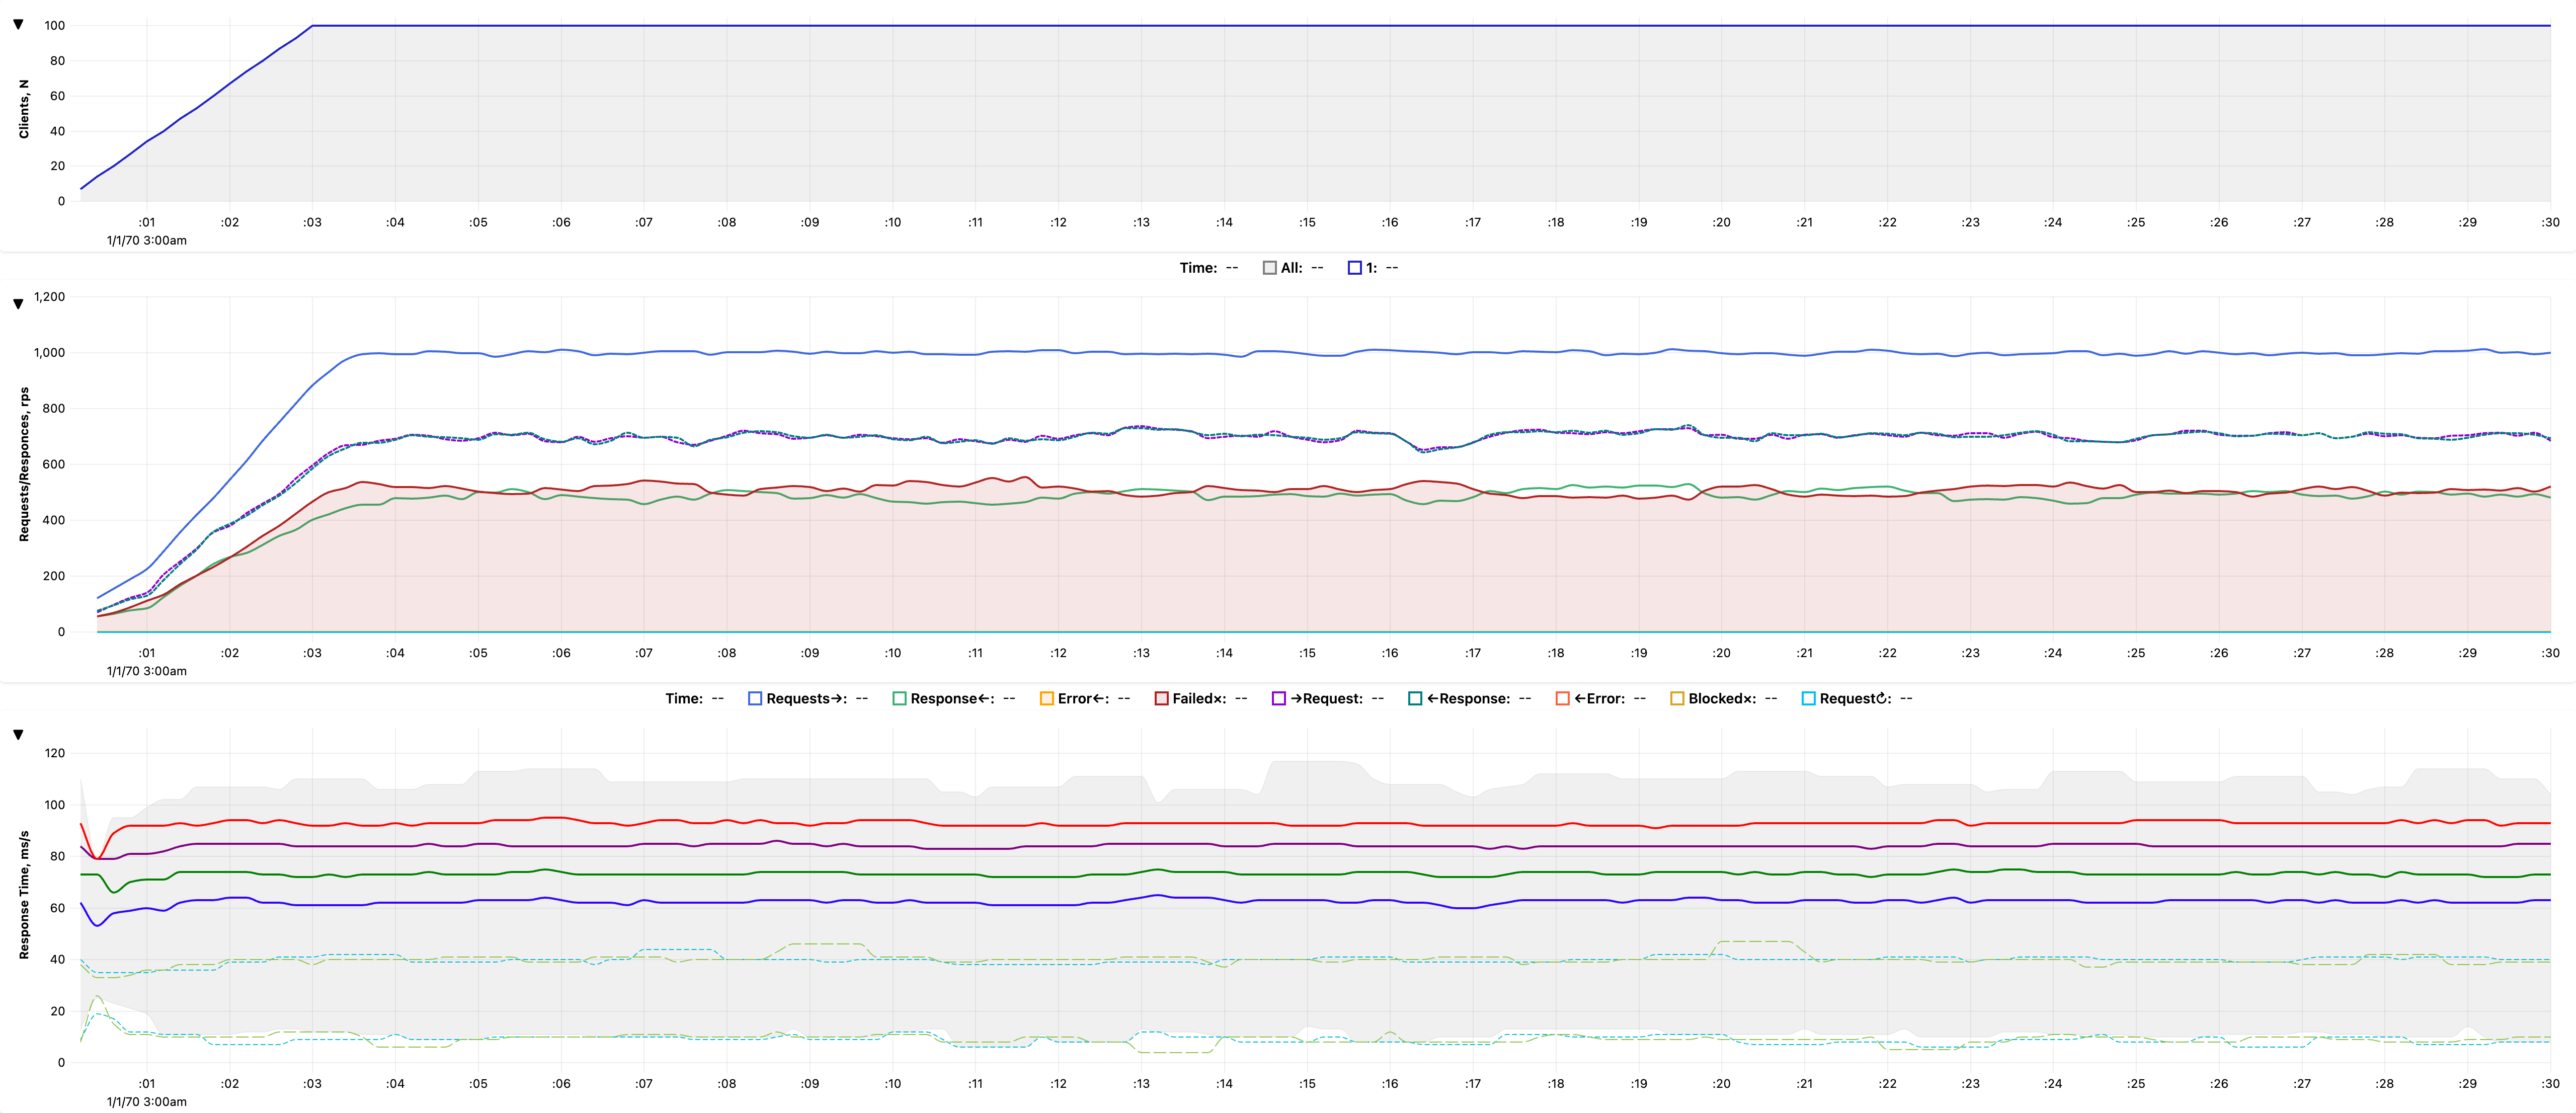 ▼
Clients, N
100
80
60
40
20
0
:01 :02 :03 :04 :05 :06 :07 :08 :09 :10 :11 :12 :13 :14 :15 :16 :17 :18 :19 :20 :21 :22 :23 :24 :25 :26 :27 :28 :29 :30
1/1/70 3:00am
Time: -- All: -- 1: --
▼
Requests/Responces, rps
1,200
1,000
800
600
400
200
0
:01 :02 :03 :04 :05 :06 :07 :08 :09 :10 :11 :12 :13 :14 :15 :16 :17 :18 :19 :20 :21 :22 :23 :24 :25 :26 :27 :28 :29 :30
1/1/70 3:00am
Time: -- Requests→: -- Response←: -- Error←: -- Failed×: -- →Request: -- ←Response: -- ←Error: -- Blocked×: -- Request↻: --
▼
Response Time, ms/s
120
100
80
60
40
20
0
:01 :02 :03 :04 :05 :06 :07 :08 :09 :10 :11 :12 :13 :14 :15 :16 :17 :18 :19 :20 :21 :22 :23 :24 :25 :26 :27 :28 :29 :30
1/1/70 3:00am